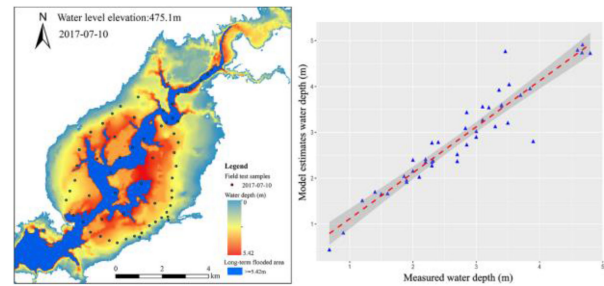 Water level elevation:475.1m
N
2017-07-10
Legend
Field test samples
2017-07-10
Water depth (m)
0
5.42
Long-term flooded area
>=5.42m
0 1 2 4
km
Model estimates water depth (m)
5
4
3
2
1
1 2 3 4 5
Measured water depth (m)